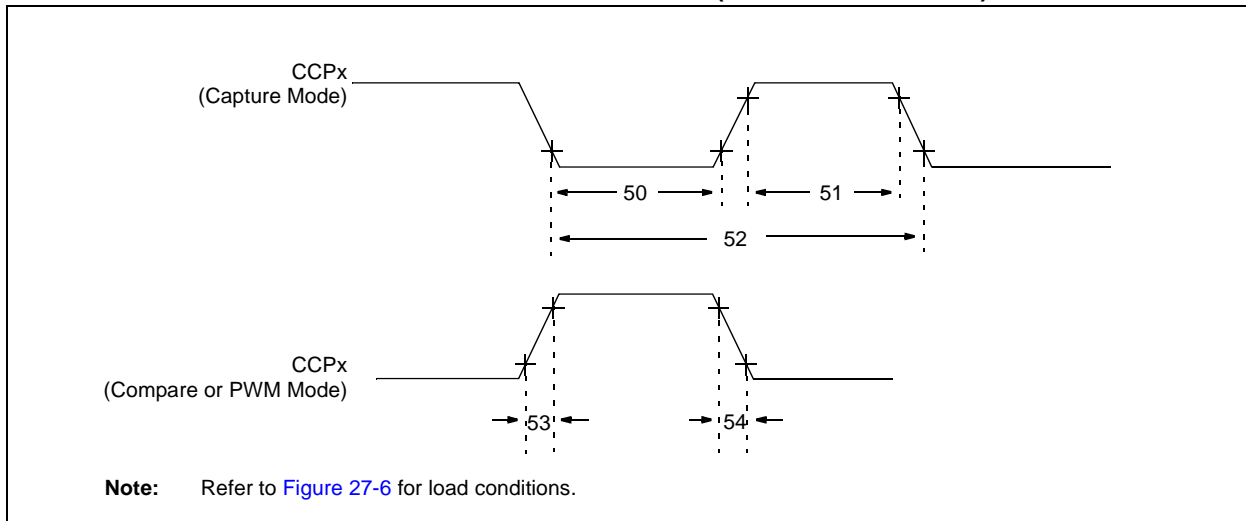 CCPx
(Capture Mode)
50
51
52
CCPx
(Compare or PWM Mode)
53
54
Note: Refer to Figure 27-6 for load conditions.